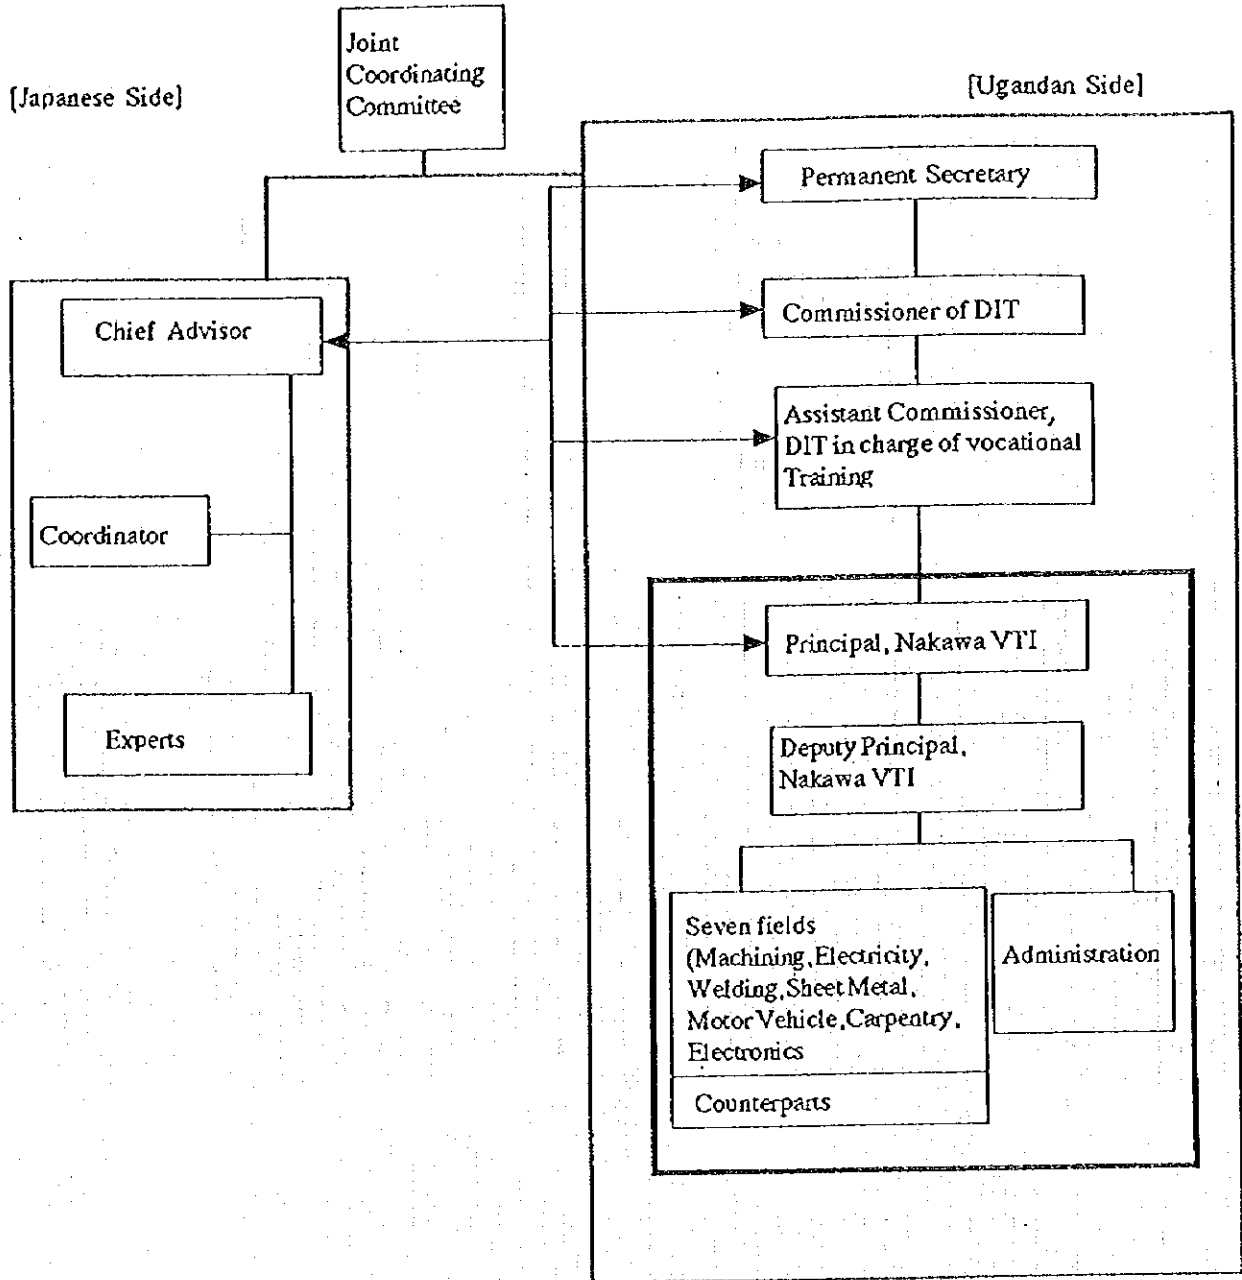 Joint
Coordinating
Committee
[Japanese Side]
[Ugandan Side]
Permanent Secretary
Chief Advisor
Commissioner of DIT
Assistant Commissioner,
DIT in charge of vocational
Training
Coordinator
Principal, Nakawa VTI
Experts
Deputy Principal,
Nakawa VTI
Seven fields
(Machining,Electricity,
Welding,Sheet Metal,
Motor Vehicle,Carpentry,
Electronics
Administration
Counterparts